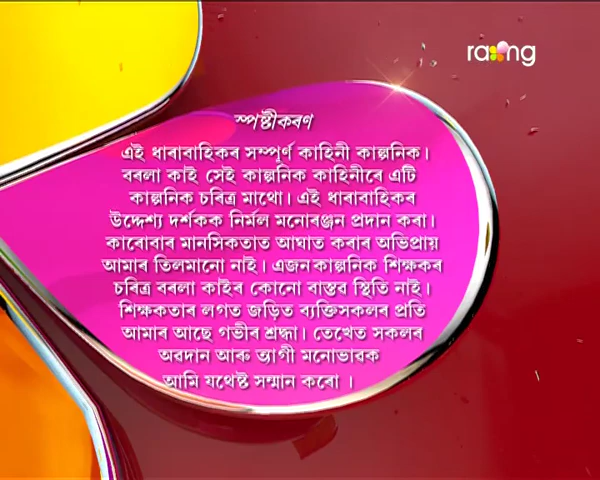 rang
স্পষ্টীকৰণ
এই ধাৰাবাহিকৰ সম্পূৰ্ণ কাহিনী কাল্পনিক।
বৰলা কাই সেই কাল্পনিক কাহিনীৰে এটি
কাল্পনিক চৰিত্ৰ মাথো। এই ধাৰাবাহিকৰ
উদ্দেশ্য দৰ্শকক নিৰ্মল মনোৰঞ্জন প্ৰদান কৰা।
কাৰোবাৰ মানসিকতাত আঘাত কৰাৰ অভিপ্ৰায়
আমাৰ তিলমানো নাই। এজন কাল্পনিক শিক্ষকৰ
চৰিত্ৰ বৰলা কাইৰ কোনো বাস্তৱ স্থিতি নাই।
শিক্ষকতাৰ লগত জড়িত ব্যক্তিসকলৰ প্ৰতি
আমাৰ আছে গভীৰ শ্ৰদ্ধা। তেখেত সকলৰ
অৱদান আৰু ত্যাগী মনোভাৱক
আমি যথেষ্ট সন্মান কৰো ।